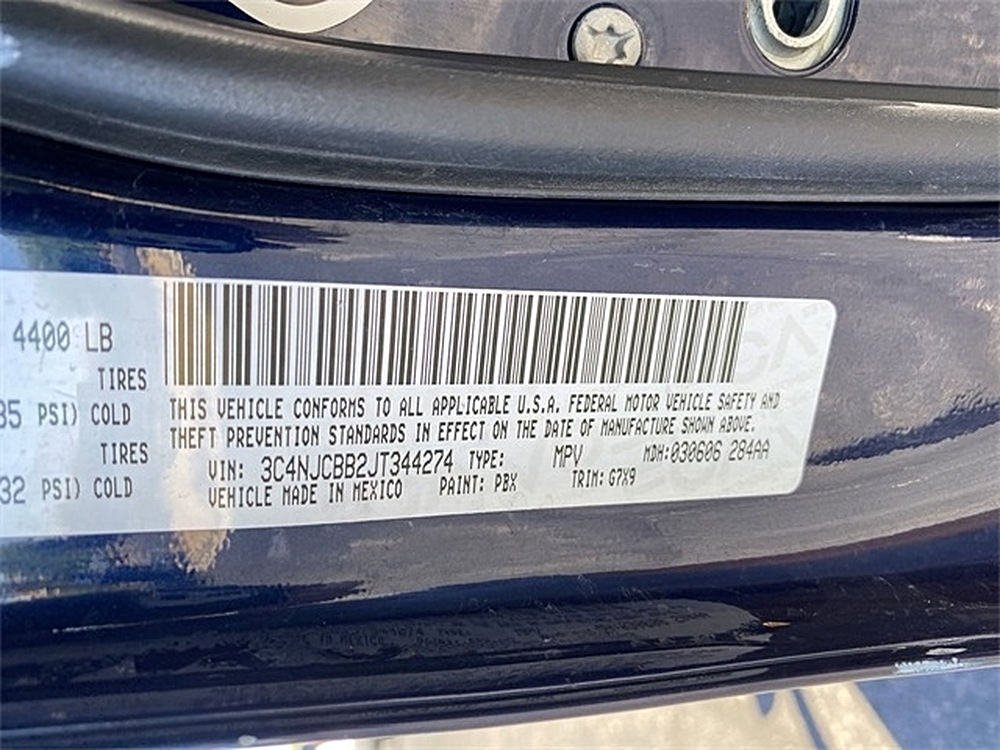 4400 LB
TIRES
35 PSI) COLD
TIRES
32 PSI) COLD
THIS VEHICLE CONFORMS TO ALL APPLICABLE U.S.A. FEDERAL MOTOR VEHICLE SAFETY AND
THEFT PREVENTION STANDARDS IN EFFECT ON THE DATE OF MANUFACTURE SHOWN ABOVE.
VIN: 3C4NJCBB2JT344274 TYPE: MPV MDH:030606 284AA
VEHICLE MADE IN MEXICO PAINT: PBX TRIM: G7X9